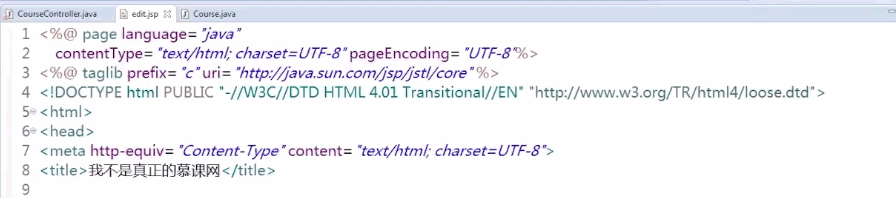 CourseController.java edit.jsp Course.java
1 <%@ page language="java"
2 contentType="text/html; charset=UTF-8" pageEncoding="UTF-8"%>
3 <%@ taglib prefix="c" uri="http://java.sun.com/jsp/jstl/core" %>
4 <!DOCTYPE html PUBLIC "-//W3C//DTD HTML 4.01 Transitional//EN" "http://www.w3.org/TR/html4/loose.dtd">
5 <html>
6 <head>
7 <meta http-equiv="Content-Type" content="text/html; charset=UTF-8">
8 <title>我不是真正的慕课网</title>
9